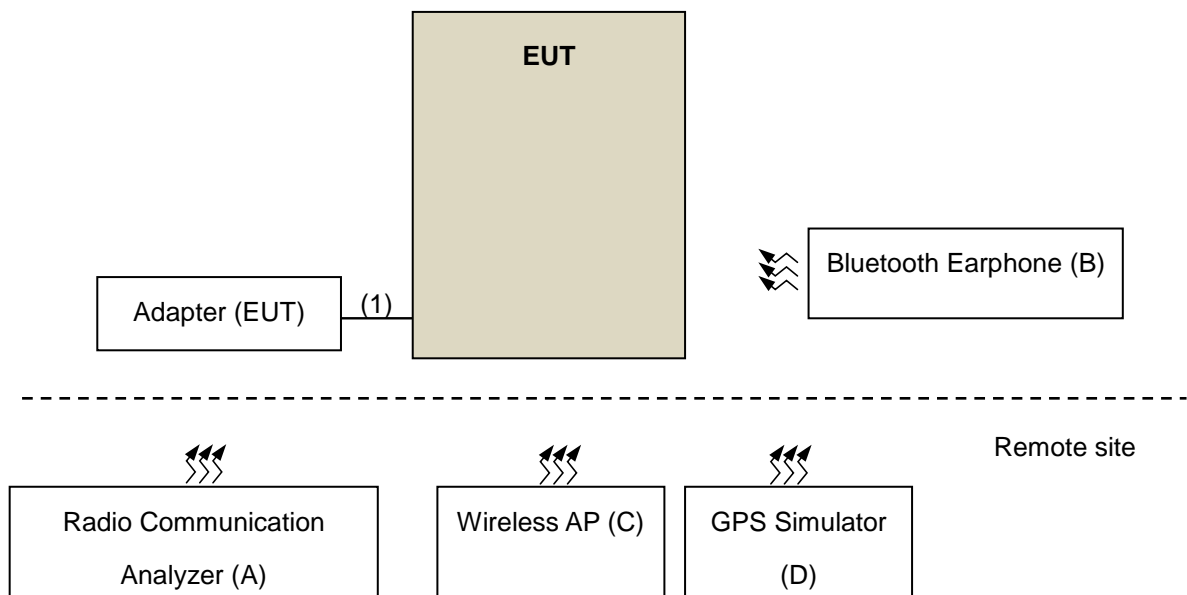 EUT
Bluetooth Earphone (B)
Adapter (EUT)
(1)
Remote site
Radio Communication
Analyzer (A)
Wireless AP (C)
GPS Simulator
(D)